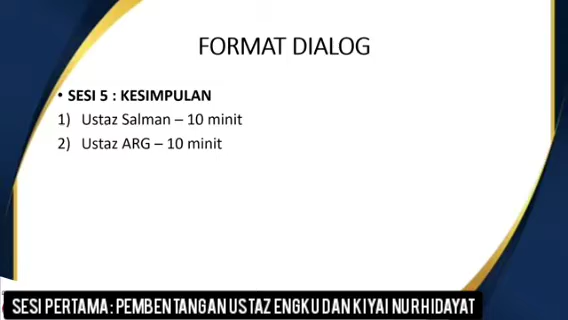 FORMAT DIALOG
• SESI 5 : KESIMPULAN
1) Ustaz Salman – 10 minit
2) Ustaz ARG – 10 minit
SESI PERTAMA : PEMBENTANGAN USTAZ ENGKU DAN KIYAI NURHIDAYAT